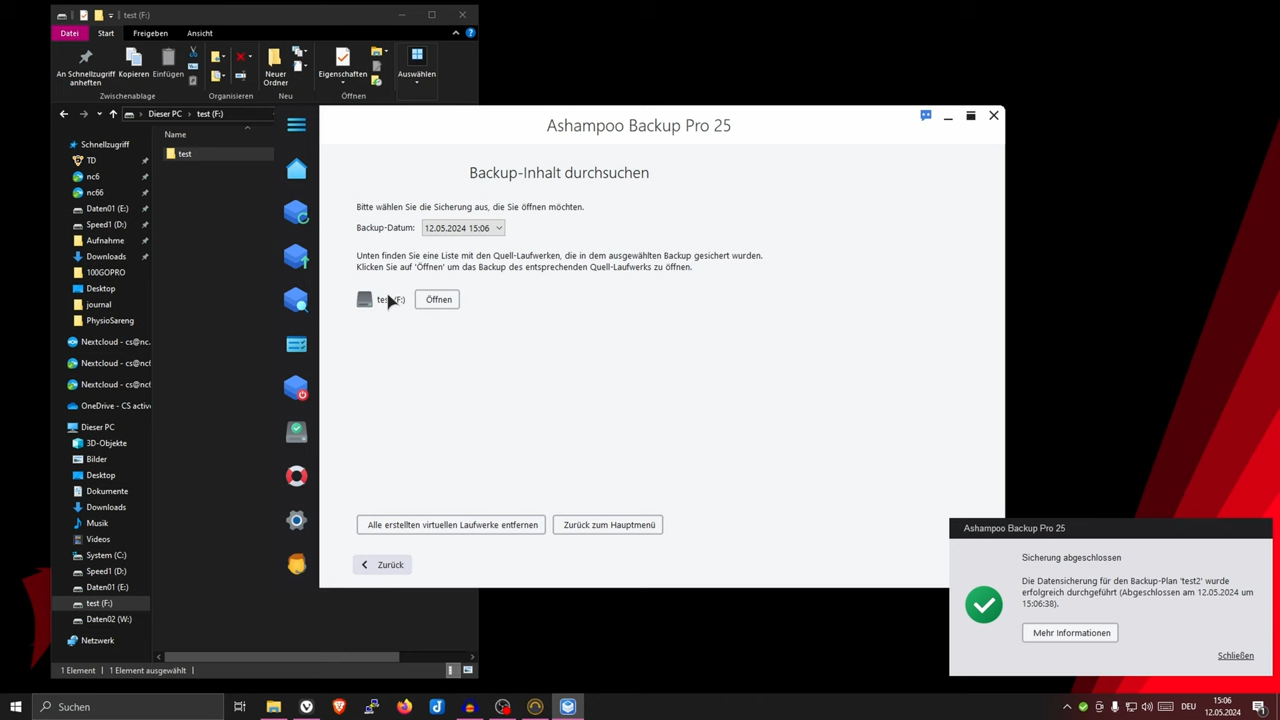 test (F:)
Datei Start Freigeben Ansicht
An Schnellzugriff anheften
Kopieren
Einfügen
Neuer Ordner
Eigenschaften
Auswählen
Zwischenablage Organisieren Neu Öffnen
Dieser PC test (F:)
Name
test
Schnellzugriff
TD
nc6
nc66
Daten01 (E:)
Speed1 (D:)
Aufnahme
Downloads
100GOPRO
Desktop
journal
PhysioSareng
Nextcloud - cs@nc.
Nextcloud - cs@nc6
Nextcloud - cs@nc6
OneDrive - CS active
Dieser PC
3D-Objekte
Bilder
Desktop
Dokumente
Downloads
Musik
Videos
System (C:)
Speed1 (D:)
Daten01 (E:)
test (F:)
Daten02 (W:)
Netzwerk
1 Element 1 Element ausgewählt
Ashampoo Backup Pro 25
Backup-Inhalt durchsuchen
Bitte wählen Sie die Sicherung aus, die Sie öffnen möchten.
Backup-Datum: 12.05.2024 15:06
Unten finden Sie eine Liste mit den Quell-Laufwerken, die in dem ausgewählten Backup gesichert wurden.
Klicken Sie auf 'Öffnen' um das Backup des entsprechenden Quell-Laufwerks zu öffnen.
test (F:) Öffnen
Alle erstellten virtuellen Laufwerke entfernen Zurück zum Hauptmenü
Zurück
Ashampoo Backup Pro 25
Sicherung abgeschlossen
Die Datensicherung für den Backup-Plan 'test2' wurde
erfolgreich durchgeführt (Abgeschlossen am 12.05.2024 um
15:06:38).
Mehr Informationen
Schließen
Suchen
DEU
15:06
12.05.2024
1